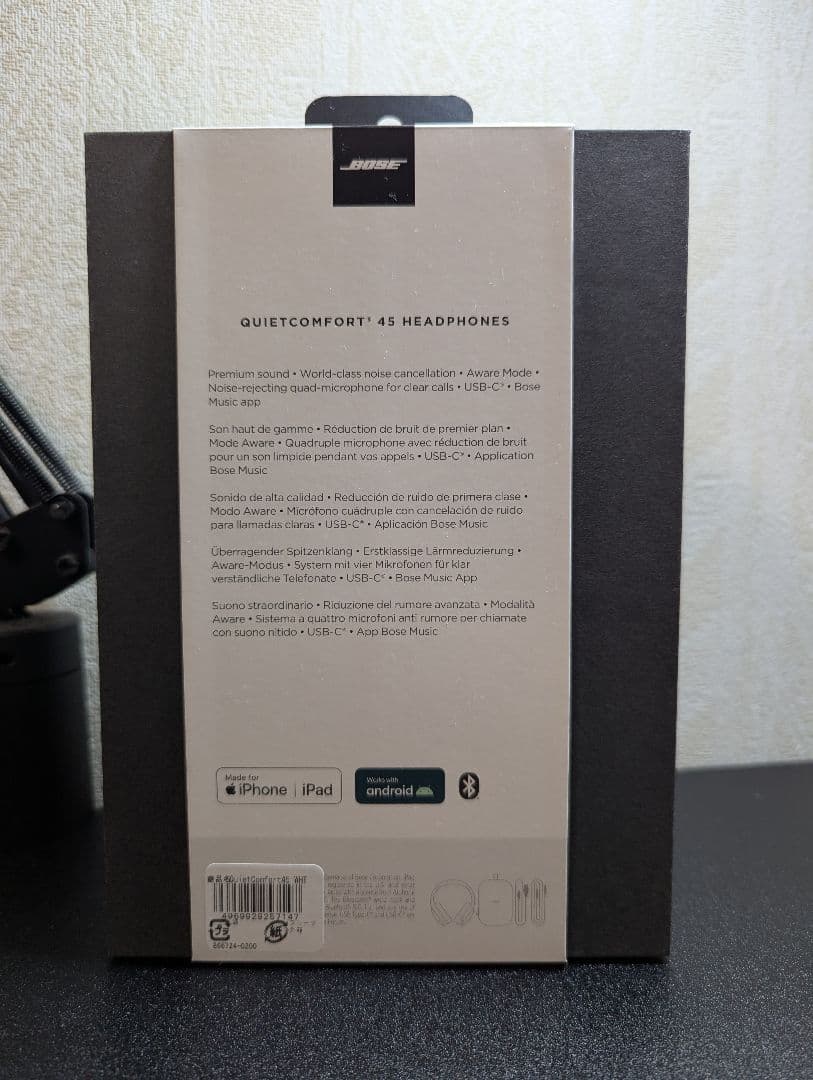 BOSE
QUIETCOMFORT® 45 HEADPHONES
Premium sound • World-class noise cancellation • Aware Mode •
Noise-rejecting quad-microphone for clear calls • USB-C® • Bose
Music app
Son haut de gamme • Réduction de bruit de premier plan •
Mode Aware • Quadruple microphone avec réduction de bruit
pour un son limpide pendant vos appels • USB-C® • Application
Bose Music
Sonido de alta calidad • Reducción de ruido de primera clase •
Modo Aware • Micrófono cuádruple con cancelación de ruido
para llamadas claras • USB-C® • Aplicación Bose Music
Überragender Spitzenklang • Erstklassige Lärmreduzierung •
Aware-Modus • System mit vier Mikrofonen für klar
verständliche Telefonate • USB-C® • Bose Music App
Suono straordinario • Riduzione del rumore avanzata • Modalità
Aware • Sistema a quattro microfoni anti rumore per chiamate
con suono nitido • USB-C® • App Bose Music
Made for
iPhone | iPad
Works with
android
QuietComfort45 WHT
4969929257147
プラ
紙
866724-0200